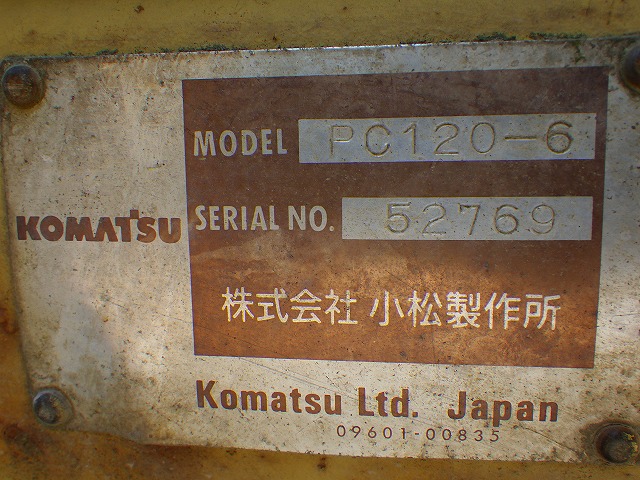 KOMATSU
MODEL PC120-6
SERIAL NO. 52769
株式会社 小松製作所
Komatsu Ltd. Japan
09601-00835